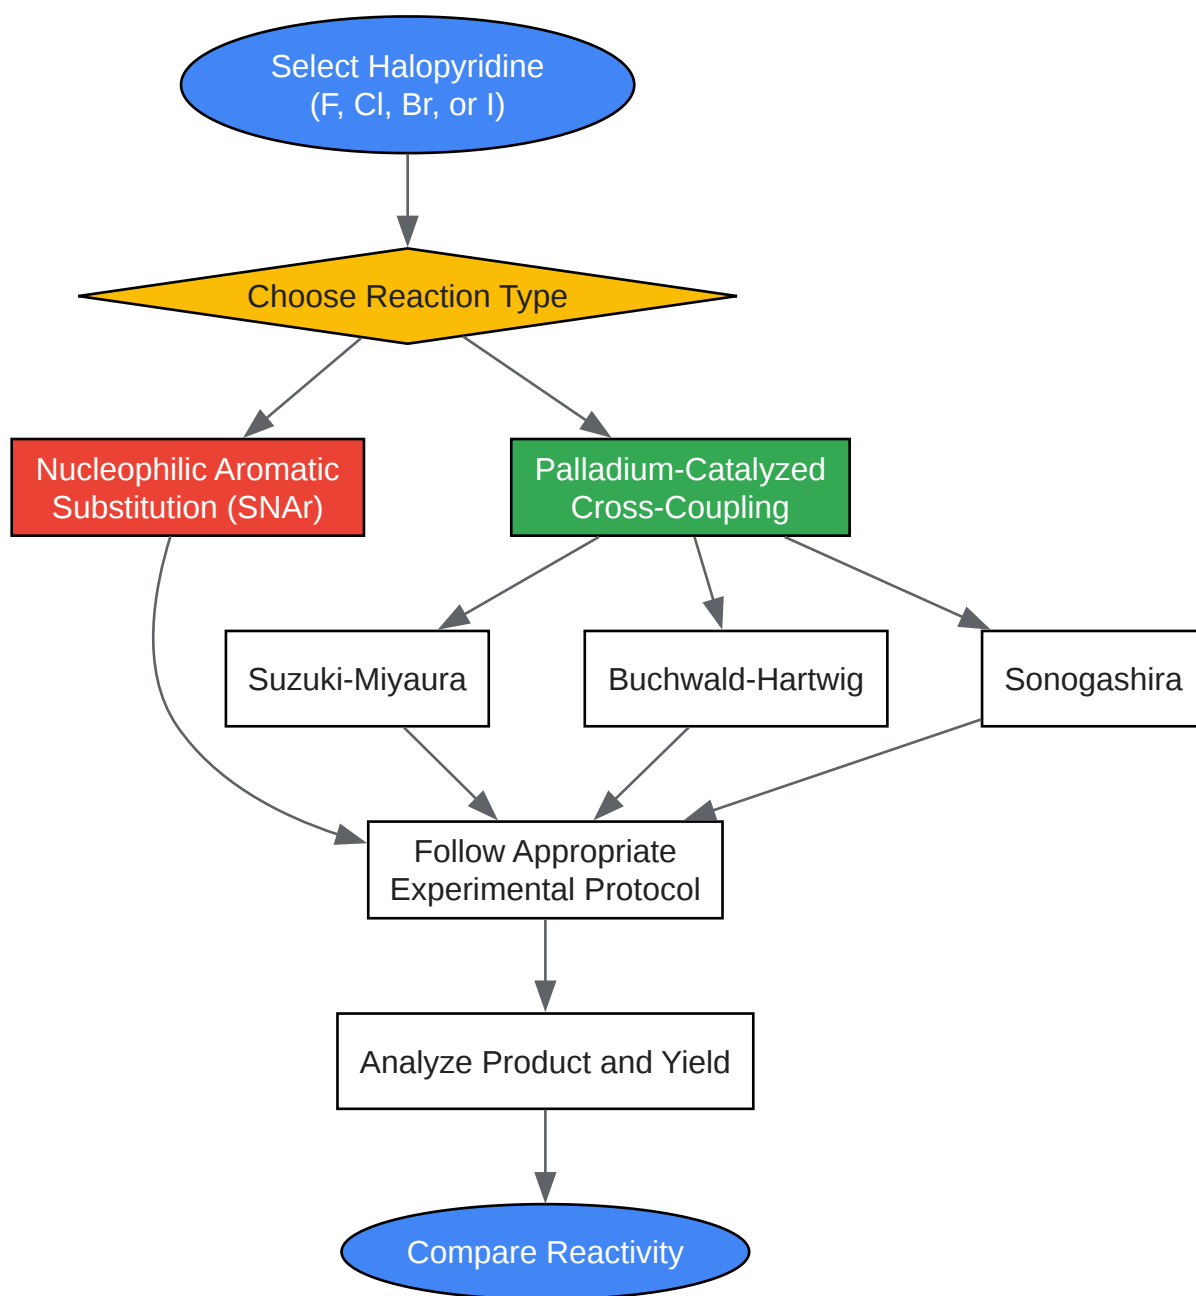 Select Halopyridine
(F, Cl, Br, or I)
Choose Reaction Type
Nucleophilic Aromatic
Substitution (SNAr)
Palladium-Catalyzed
Cross-Coupling
Suzuki-Miyaura
Buchwald-Hartwig
Sonogashira
Follow Appropriate
Experimental Protocol
Analyze Product and Yield
Compare Reactivity